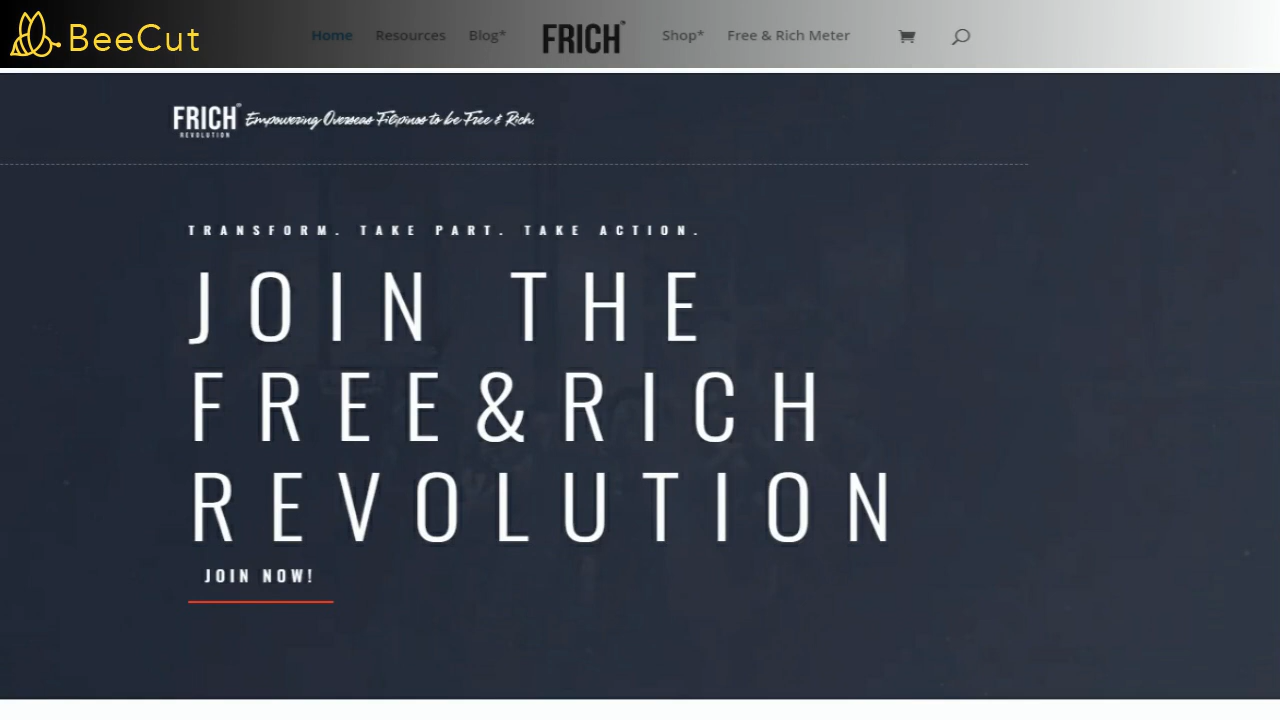 BeeCut
Home Resources Blog* FRICH® Shop* Free & Rich Meter
FRICH® Empowering Overseas Filipinos to be Free & Rich.
REVOLUTION
TRANSFORM. TAKE PART. TAKE ACTION.
JOIN THE
FREE&RICH
REVOLUTION
JOIN NOW!